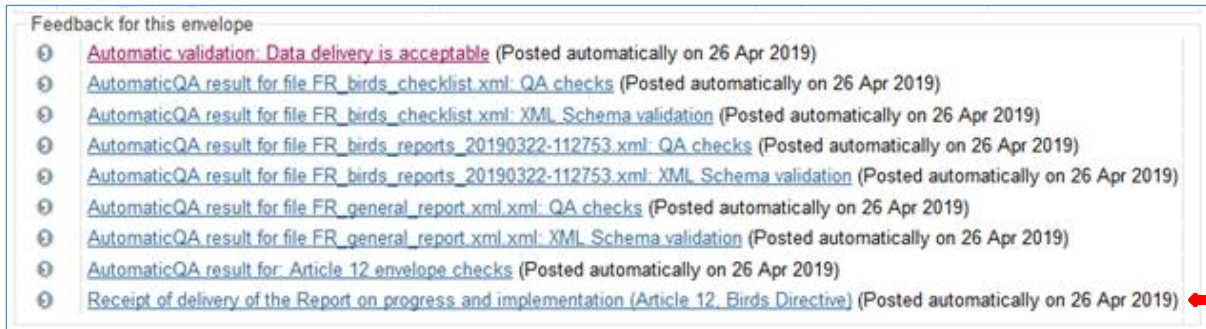 Feedback for this envelope
Automatic validation: Data delivery is acceptable (Posted automatically on 26 Apr 2019)
AutomaticQA result for file FR_birds_checklist.xml: QA checks (Posted automatically on 26 Apr 2019)
AutomaticQA result for file FR_birds_checklist.xml: XML Schema validation (Posted automatically on 26 Apr 2019)
AutomaticQA result for file FR_birds_reports_20190322-112753.xml: QA checks (Posted automatically on 26 Apr 2019)
AutomaticQA result for file FR_birds_reports_20190322-112753.xml: XML Schema validation (Posted automatically on 26 Apr 2019)
AutomaticQA result for file FR_general_report.xml.xml: QA checks (Posted automatically on 26 Apr 2019)
AutomaticQA result for file FR_general_report.xml.xml: XML Schema validation (Posted automatically on 26 Apr 2019)
AutomaticQA result for: Article 12 envelope checks (Posted automatically on 26 Apr 2019)
Receipt of delivery of the Report on progress and implementation (Article 12, Birds Directive) (Posted automatically on 26 Apr 2019)